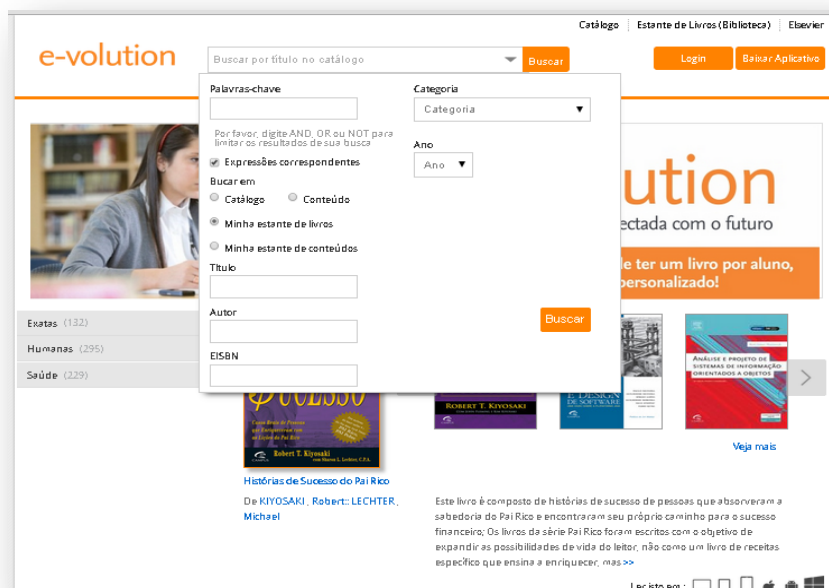 Catálogo Estante de Livros (Biblioteca) Elsevier
e-volution
Buscar por título no catálogo
Buscar
Login
Baixar Aplicativo
Palavras-chave
Por favor, digite AND, OR ou NOT para
limitar os resultados de sua busca
Expressões correspondentes
Bucar em
Catálogo Conteúdo
Minha estante de livros
Minha estante de conteúdos
Título
Autor
EISBN
Categoria
Categoria
Ano
Ano
Buscar
ution
ectada com o futuro
e ter um livro por aluno,
personalizado!
Exatas (132)
Humanas (295)
Saúde (229)
SUCESSO
Robert T. Kiyosaki
com Sharon L. Lechter, C.P.A.
ROBERT T. KIYOSAKI
E DESIGN
DE SOFTWARE
ANÁLISE E PROJETO DE
SISTEMAS DE INFORMAÇÃO
ORIENTADOS A OBJETOS
Veja mais
Histórias de Sucesso do Pai Rico
De KIYOSAKI, Robert:: LECHTER,
Michael
Este livro é composto de histórias de sucesso de pessoas que absorveram a
sabedoria do Pai Rico e encontraram seu próprio caminho para o sucesso
financeiro; Os livros da série Pai Rico foram escritos com o objetivo de
expandir as possibilidades de vida do leitor, não como um livro de receitas
específico que ensina a enriquecer, mas >>